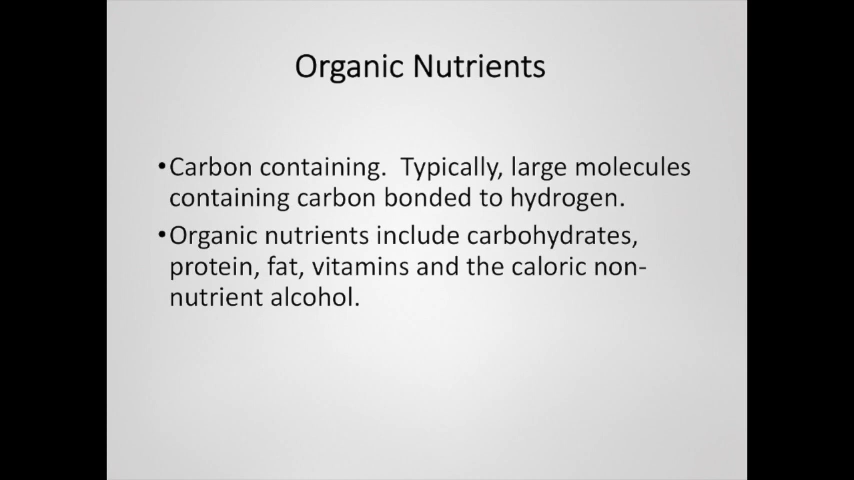 Organic Nutrients
•Carbon containing.  Typically, large molecules
containing carbon bonded to hydrogen.
•Organic nutrients include carbohydrates,
protein, fat, vitamins and the caloric non-
nutrient alcohol.